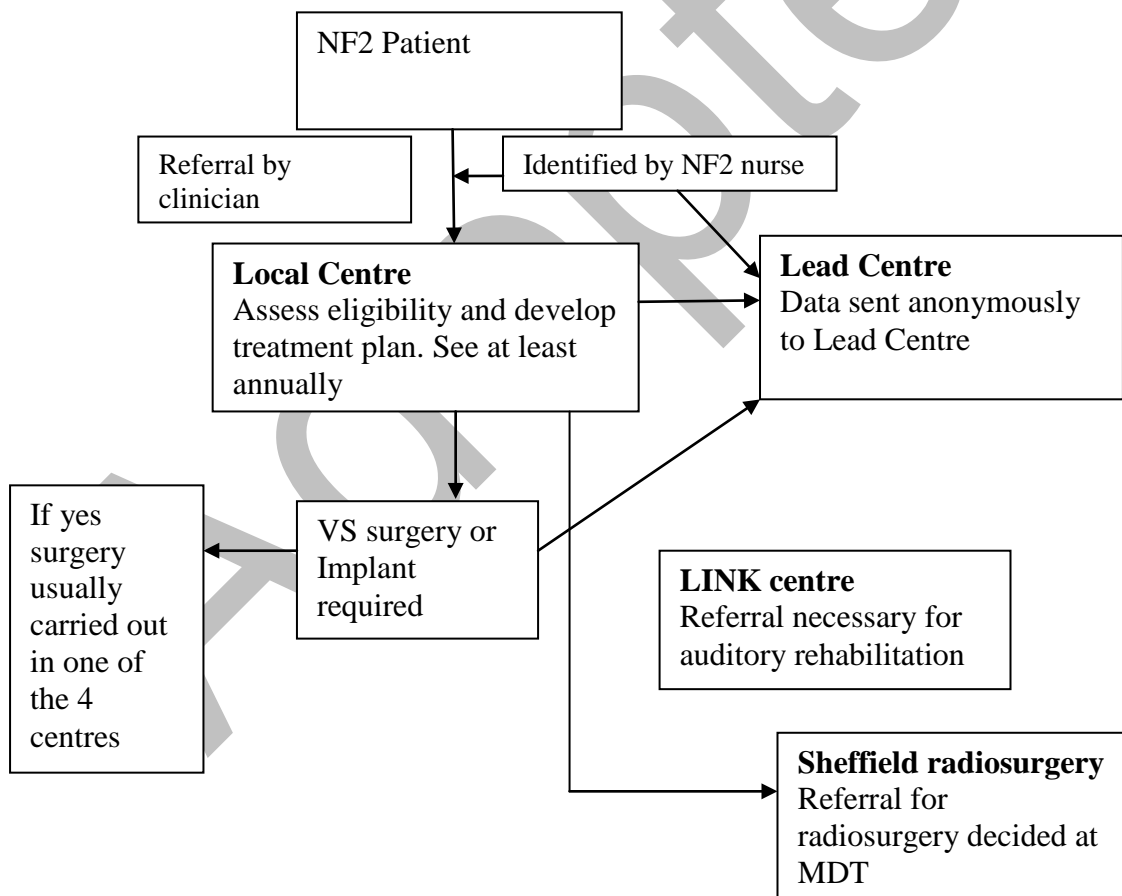 NF2 Patient
Referral by
clinician
Identified by NF2 nurse
Local Centre
Assess eligibility and develop
treatment plan. See at least
annually
Lead Centre
Data sent anonymously
to Lead Centre
If yes
surgery
usually
carried out
in one of
the 4
centres
VS surgery or
Implant
required
LINK centre
Referral necessary for
auditory rehabilitation
Sheffield radiosurgery
Referral for
radiosurgery decided at
MDT